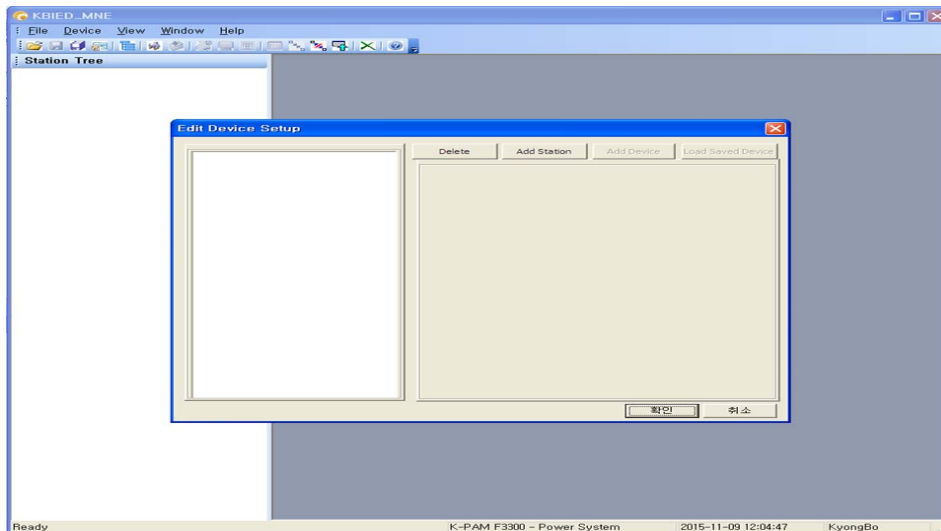 KBIED_MNE
File Device View Window Help
Station Tree
Edit Device Setup
Delete Add Station Add Device Load Saved Device
확인 취소
Ready K-PAM F3300 - Power System 2015-11-09 12:04:47 KyongBo